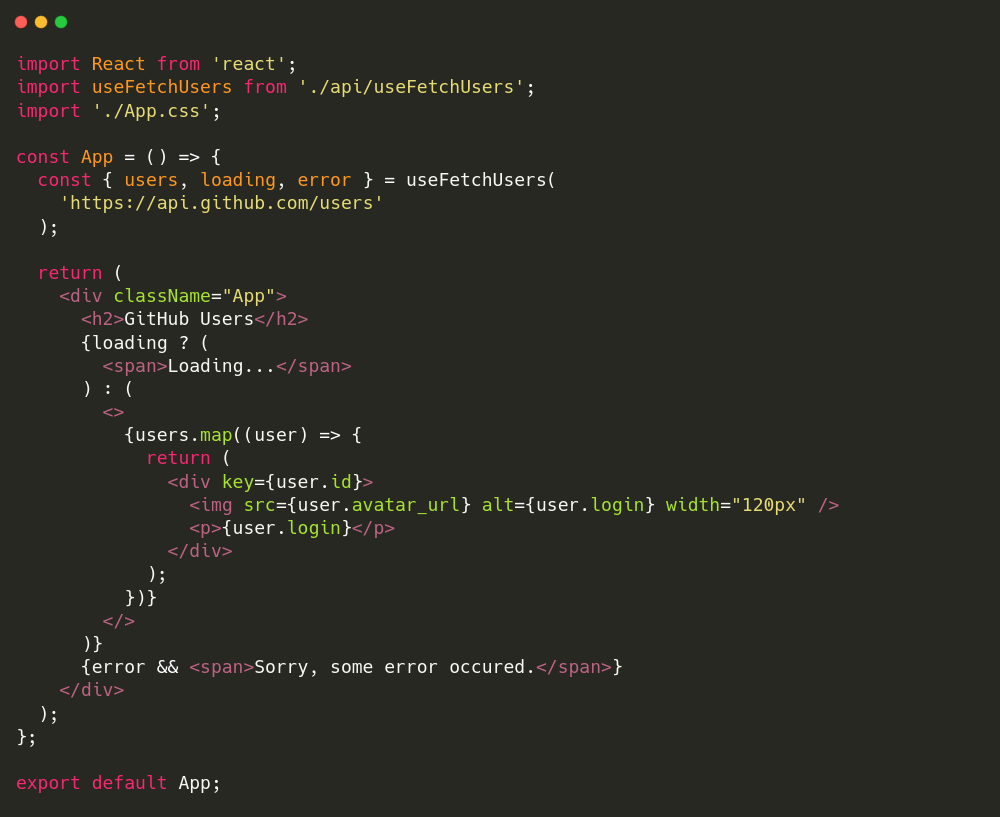 import React from 'react';
import useFetchUsers from './api/useFetchUsers';
import './App.css';

const App = () => {
  const { users, loading, error } = useFetchUsers(
    'https://api.github.com/users'
  );

  return (
    <div className="App">
      <h2>GitHub Users</h2>
      {loading ? (
        <span>Loading...</span>
      ) : (
        <>
          {users.map((user) => {
            return (
              <div key={user.id}>
                <img src={user.avatar_url} alt={user.login} width="120px" />
                <p>{user.login}</p>
              </div>
            );
          })}
        </>
      )}
      {error && <span>Sorry, some error occured.</span>}
    </div>
  );
};

export default App;